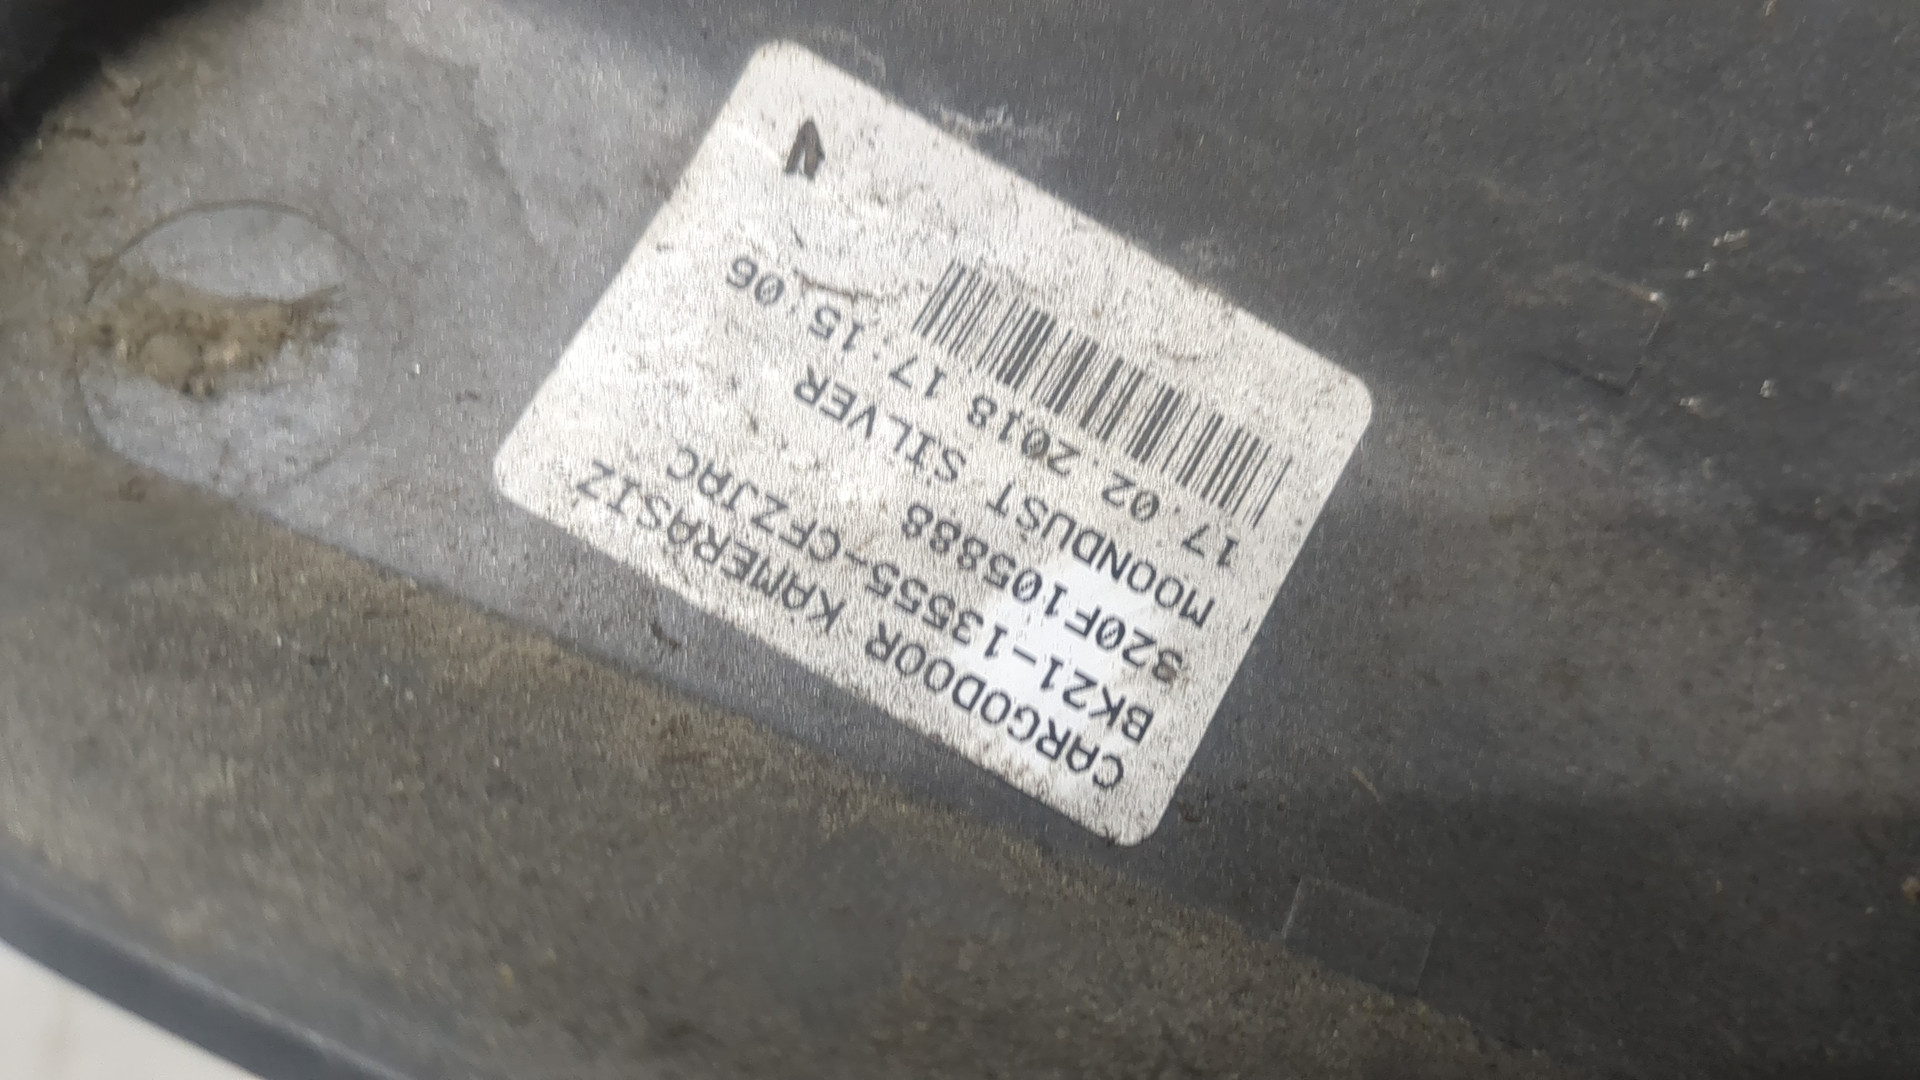 CARGODOOR KAMERASIZ
BK21-13555-CFZJAC
320F105888
MOONDUST SILVER
17.02.2018 17:15:06